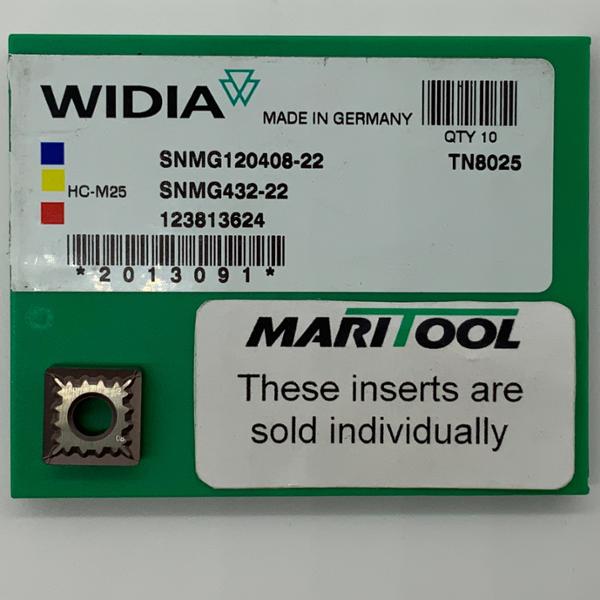 WIDIA
MADE IN GERMANY
QTY 10
SNMG120408-22
TN8025
HC-M25
SNMG432-22
123813624
*2013091*
MARITOOL
These inserts are
sold individually
08